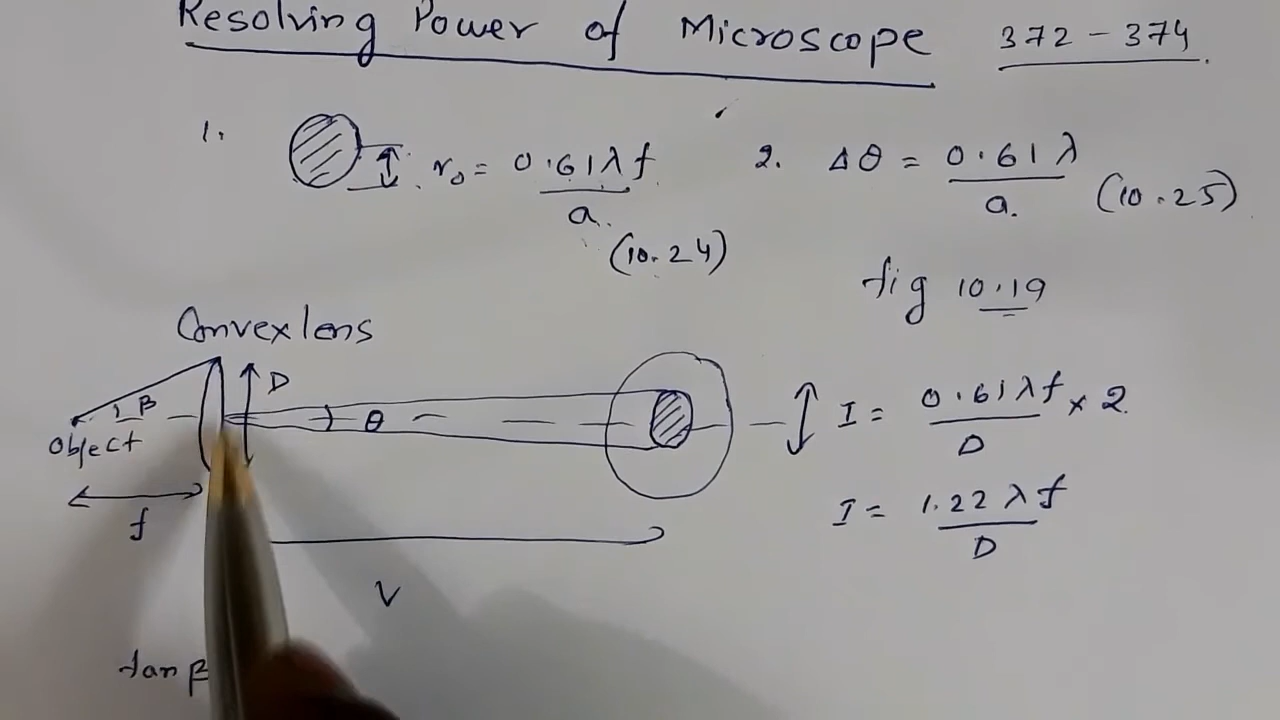 Resolving Power of Microscope 372 - 374
1. r₀ = 0.61λf / a. (10.24)
2. Δθ = 0.61λ / a. (10.25)
fig 10.19
Convex lens
β D θ
Object
f
V
I = 0.61λf / D × 2
I = 1.22λf / D
tan β